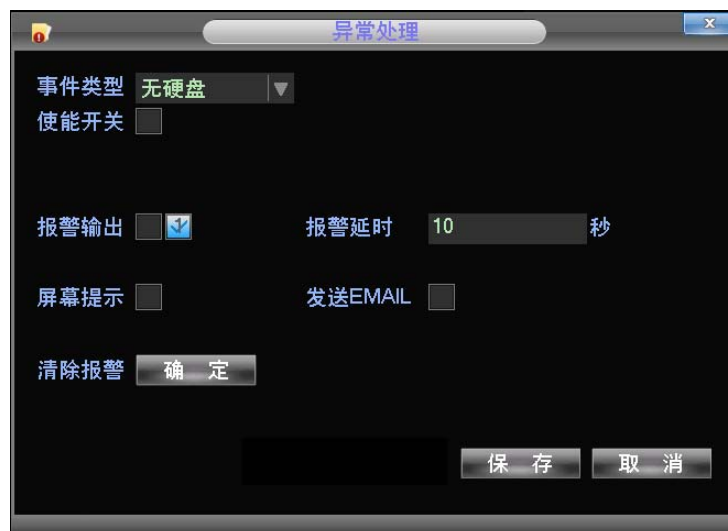 异常处理
事件类型 无硬盘
使能开关
报警输出 1 报警延时 10 秒
屏幕提示 发送EMAIL
清除报警 确 定
保 存 取 消